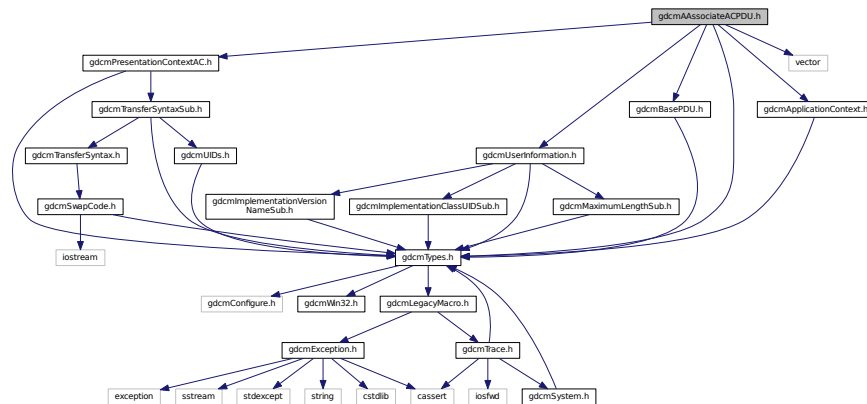 gdcmAAssociateACPDU.h
gdcmPresentationContextAC.h
vector
gdcmTransferSyntaxSub.h
gdcmBasePDU.h
gdcmApplicationContext.h
gdcmTransferSyntax.h
gdcmUIDs.h
gdcmUserInformation.h
gdcmSwapCode.h
gdcmImplementationVersion
NameSub.h
gdcmImplementationClassUIDSub.h
gdcmMaximumLengthSub.h
iostream
gdcmTypes.h
gdcmConfigure.h
gdcmWin32.h
gdcmLegacyMacro.h
gdcmException.h
gdcmTrace.h
exception
sstream
stdexcept
string
cstdlib
cassert
iosfwd
gdcmSystem.h